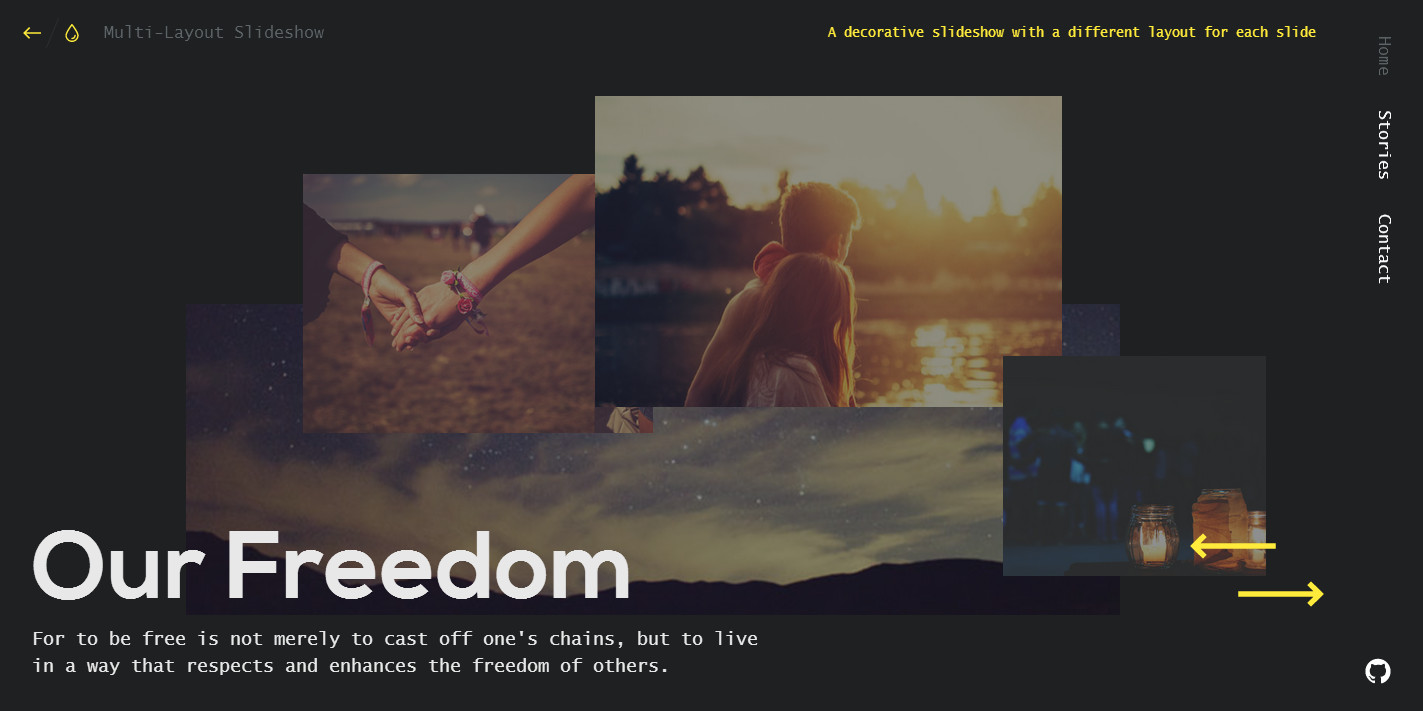 Multi-Layout Slideshow
A decorative slideshow with a different layout for each slide
Home
Stories
Contact
Our Freedom
For to be free is not merely to cast off one's chains, but to live
in a way that respects and enhances the freedom of others.